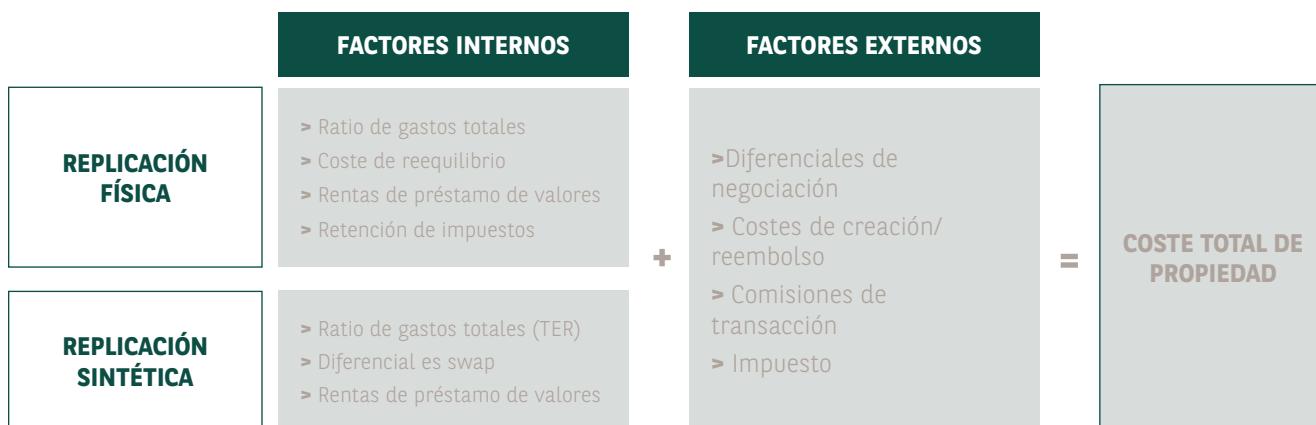 FACTORES INTERNOS
FACTORES EXTERNOS
REPLICACIÓN
FÍSICA
> Ratio de gastos totales
> Coste de reequilibrio
> Rentas de préstamo de valores
> Retención de impuestos
REPLICACIÓN
SINTÉTICA
> Ratio de gastos totales (TER)
> Diferencial es swap
> Rentas de préstamo de valores
+
>Diferenciales de
negociación
> Costes de creación/
reembolso
> Comisiones de
transacción
> Impuesto
=
COSTE TOTAL DE
PROPIEDAD